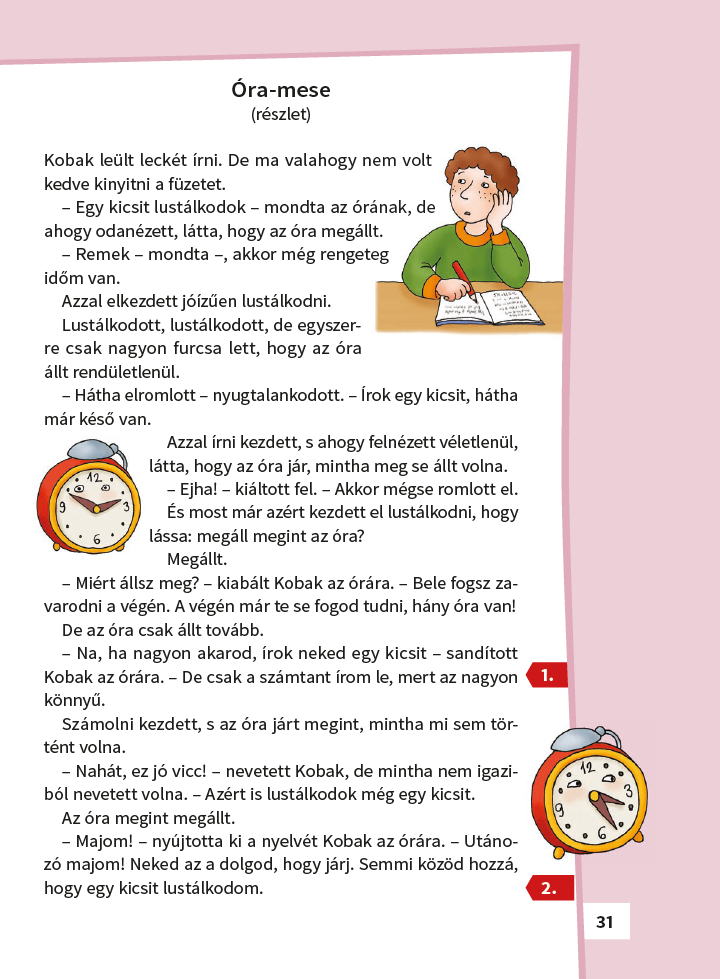 Óra-mese
(részlet)
Kobak leült leckét írni. De ma valahogy nem volt
kedve kinyitni a füzetet.
– Egy kicsit lustálkodok – mondta az órának, de
ahogy odanézett, látta, hogy az óra megállt.
– Remek – mondta –, akkor még rengeteg
időm van.
Azzal elkezdett jóízűen lustálkodni.
Lustálkodott, lustálkodott, de egyszer-
re csak nagyon furcsa lett, hogy az óra
állt rendületlenül.
– Hátha elromlott – nyugtalankodott. – Írok egy kicsit, hátha
már késő van.
Azzal írni kezdett, s ahogy felnézett véletlenül,
látta, hogy az óra jár, mintha meg se állt volna.
– Ejha! – kiáltott fel. – Akkor mégse romlott el.
És most már azért kezdett el lustálkodni, hogy
lássa: megáll megint az óra?
Megállt.
12
9
3
6
– Miért állsz meg? – kiabált Kobak az órára. – Bele fogsz za-
varodni a végén. A végén már te se fogod tudni, hány óra van!
De az óra csak állt tovább.
– Na, ha nagyon akarod, írok neked egy kicsit – sandított
Kobak az órára. – De csak a számtant írom le, mert az nagyon
könnyű.
1.
Számolni kezdett, s az óra járt megint, mintha mi sem tör-
tént volna.
– Nahát, ez jó vicc! – nevetett Kobak, de mintha nem igazi-
ból nevetett volna. – Azért is lustálkodok még egy kicsit.
Az óra megint megállt.
– Majom! – nyújtotta ki a nyelvét Kobak az órára. – Utáno-
zó majom! Neked az a dolgod, hogy járj. Semmi közöd hozzá,
hogy egy kicsit lustálkodom.
2.
12
9
3
6
31